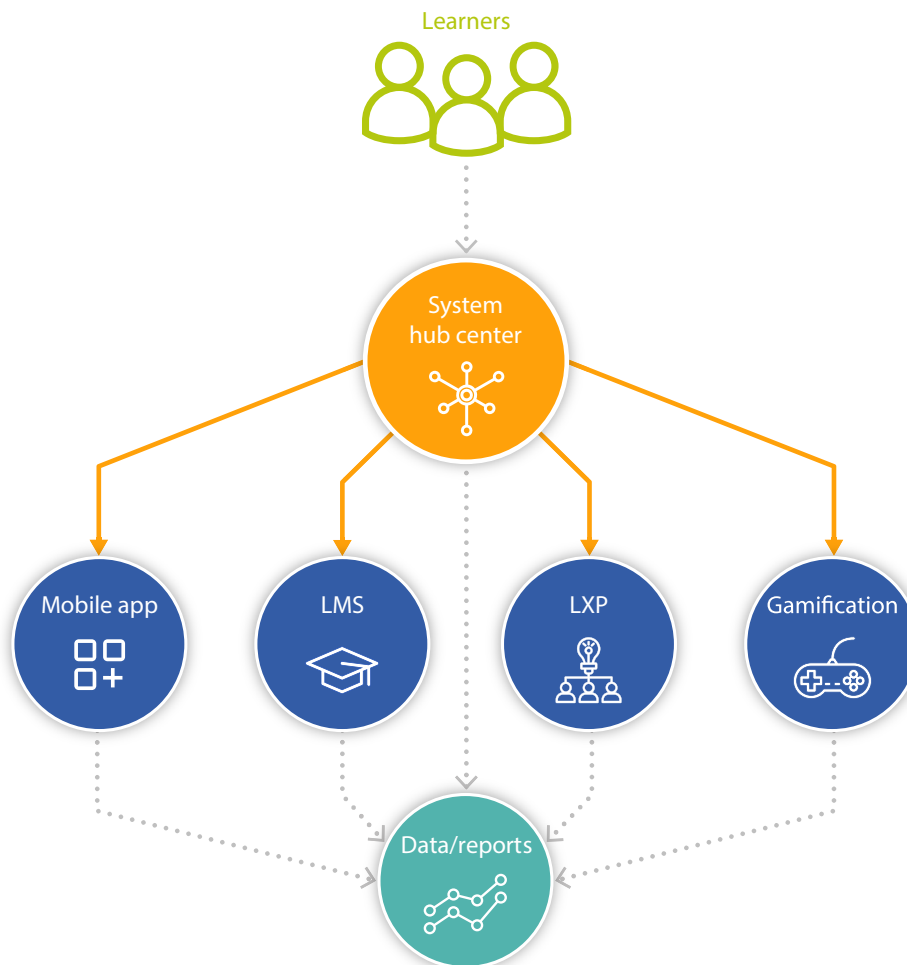 Learners
System
hub center
Mobile app
LMS
LXP
Gamification
Data/reports